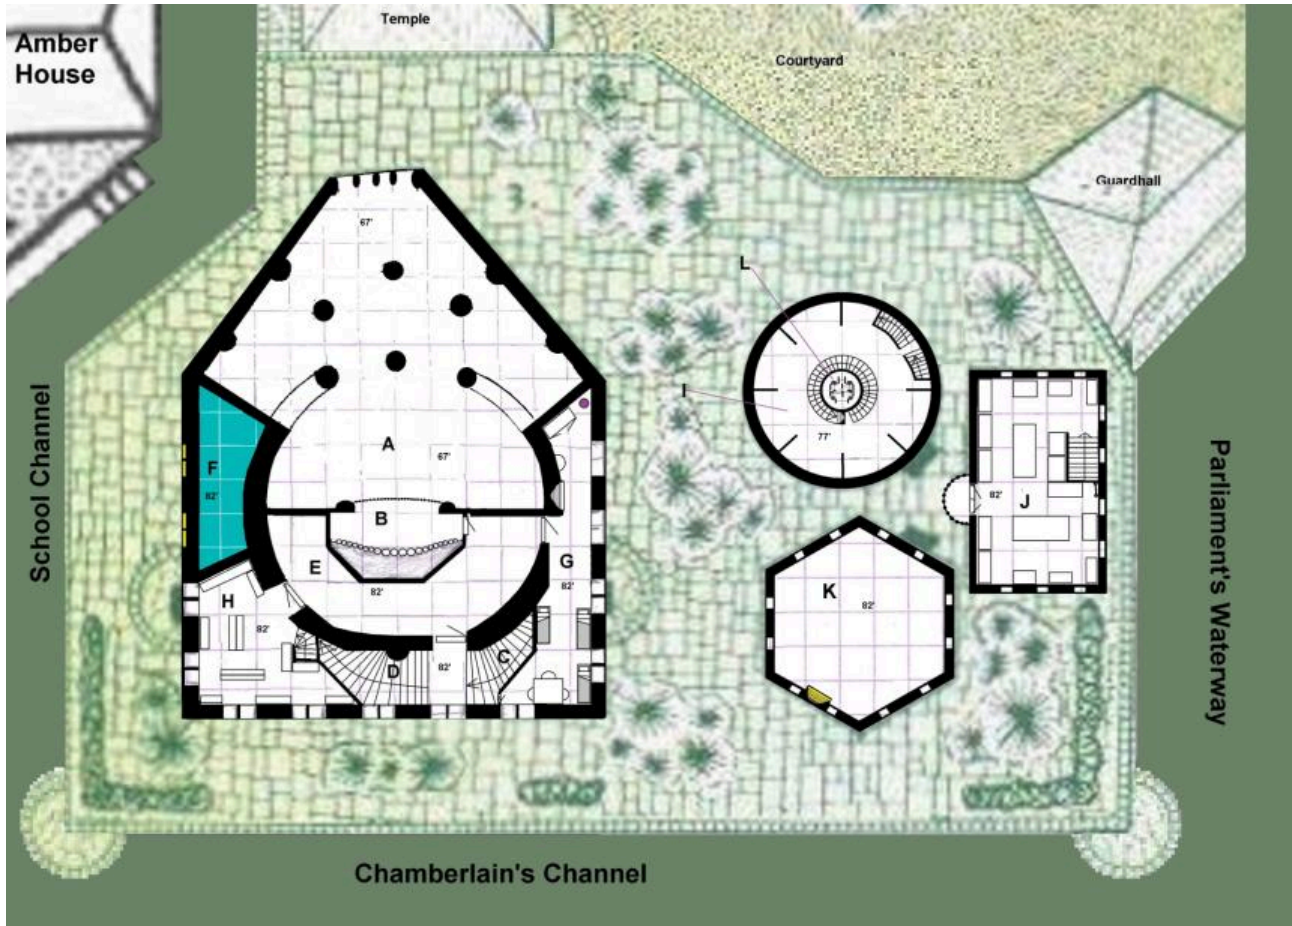 Temple
Amber
House
Courtyard
Guardhall
67'
L
I
77'
A
67'
F
82'
School Channel
B
E
82'
G
82'
H
82'
D
82'
C
82'
J
K
82'
Parliament's Waterway
Chamberlain's Channel